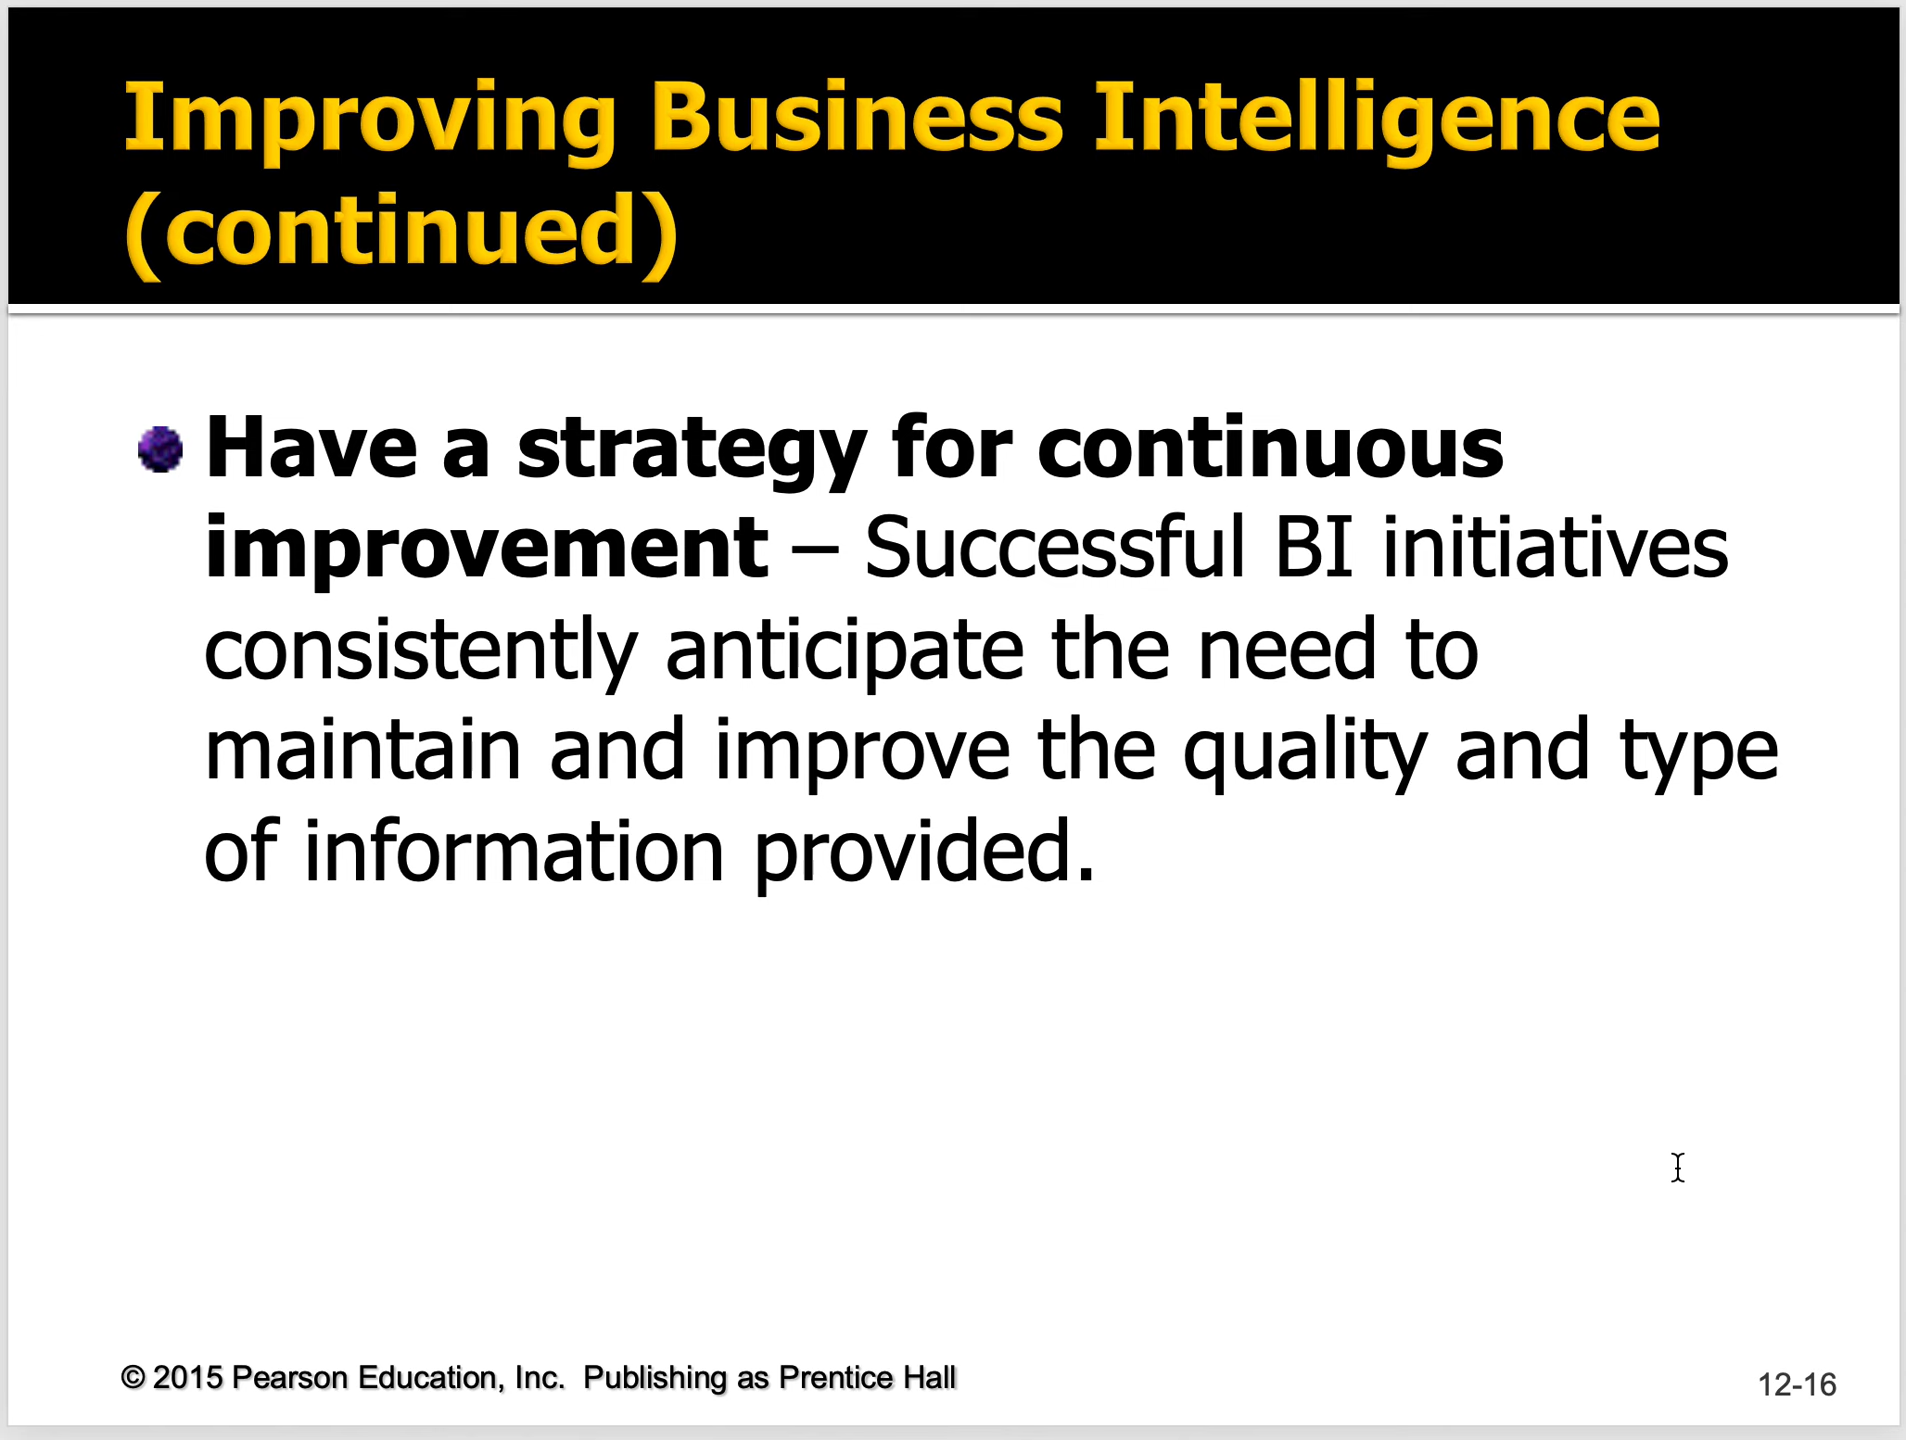 Improving Business Intelligence
(continued)
Have a strategy for continuous
improvement – Successful BI initiatives
consistently anticipate the need to
maintain and improve the quality and type
of information provided.
© 2015 Pearson Education, Inc.  Publishing as Prentice Hall
12-16